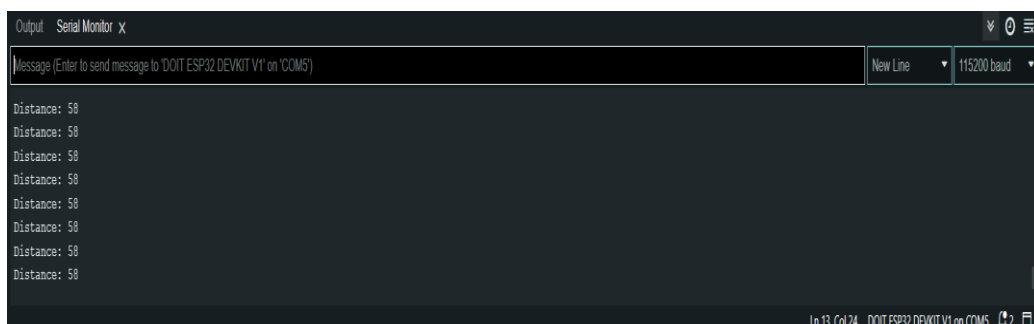 Output Serial Monitor X
Message (Enter to send message to 'DOIT ESP32 DEVKIT V1' on 'COM5') New Line 115200 baud
Distance: 58
Distance: 58
Distance: 58
Distance: 58
Distance: 58
Distance: 58
Distance: 58
Distance: 58
Ln 13, Col 24 DOIT ESP32 DEVKIT V1 on COM5 2